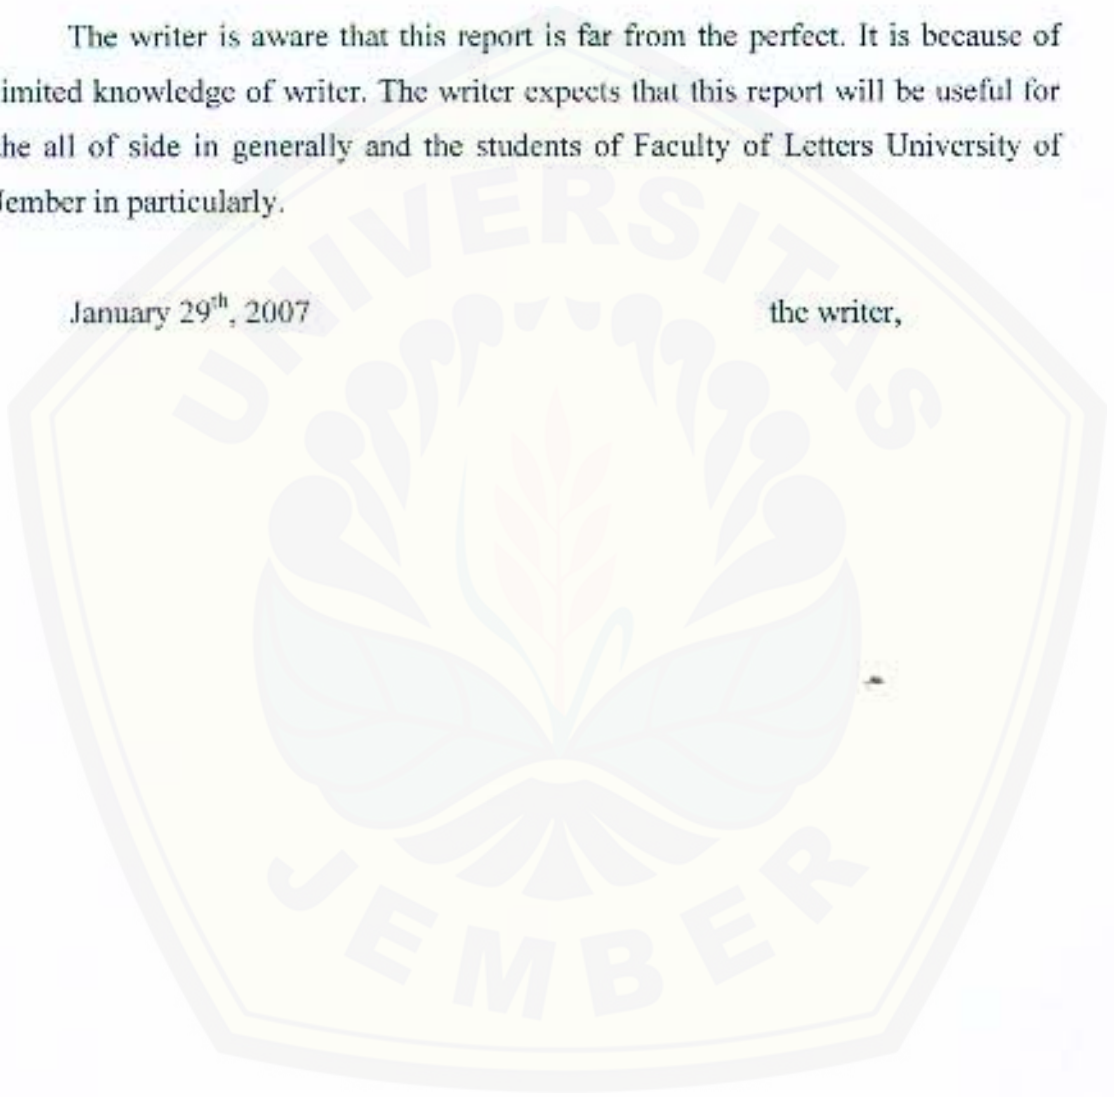 The writer is aware that this report is far from the perfect. It is because of
imited knowledge of writer. The writer expects that this report will be useful for
he all of side in generally and the students of Faculty of Letters University of
ember in particularly.
January 29th, 2007 the writer,
UNIVERSITAS
JEMBER